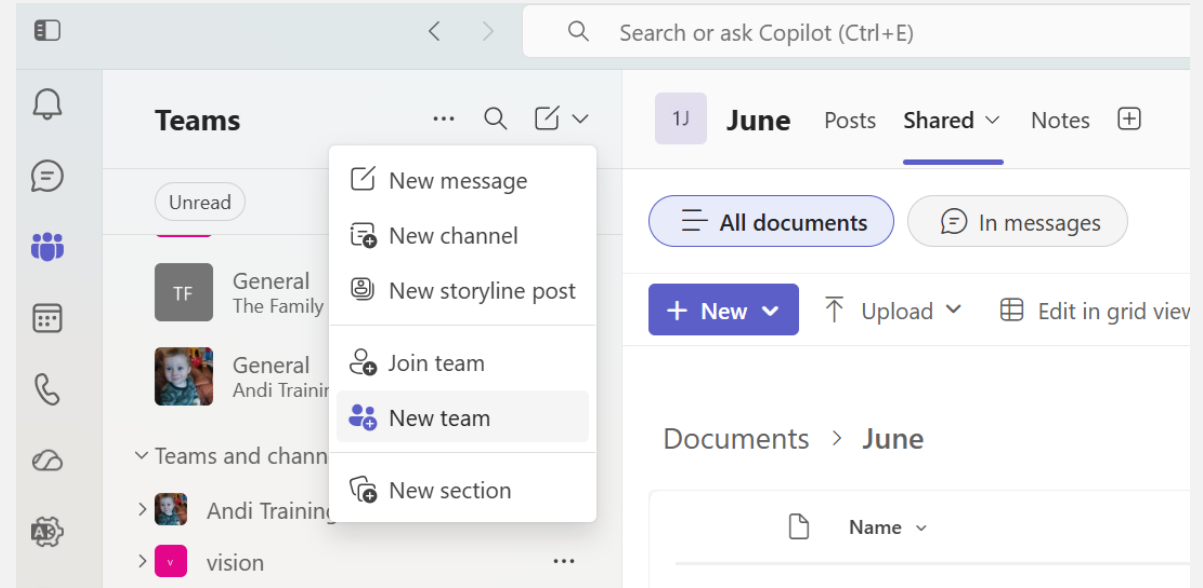 Search or ask Copilot (Ctrl+E)
Teams
New message
New channel
New storyline post
Join team
New team
New section
Unread
TF
General
The Family
General
Andi Trainin
Teams and chann
Andi Training
v
vision
1J
June
Posts
Shared
Notes
All documents
In messages
New
Upload
Edit in grid view
Documents > June
Name